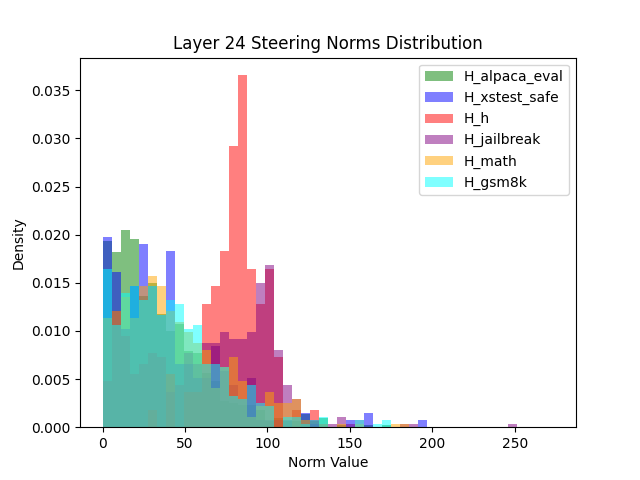 Layer 24 Steering Norms Distribution
H_alpaca_eval
H_xstest_safe
H_h
H_jailbreak
H_math
H_gsm8k
Density
0.035
0.030
0.025
0.020
0.015
0.010
0.005
0.000
0 50 100 150 200 250
Norm Value